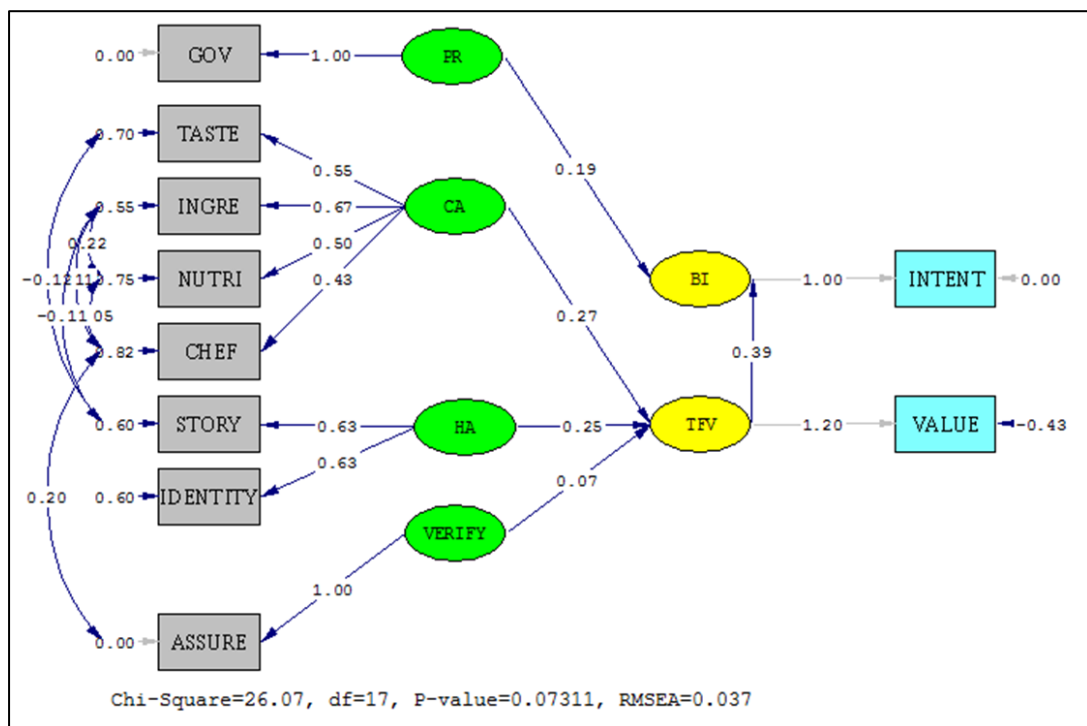 0.00 GOV 1.00 PR
0.70 TASTE
0.55 0.19
0.55 INGRE 0.67 CA
0.22 0.50
0.75 NUTRI 0.43 BI 1.00 INTENT 0.00
0.27
0.82 CHEF 0.39
0.60 STORY 0.63 HA 0.25 TFV 1.20 VALUE -0.43
0.63 0.07
0.20 0.60 IDENTITY
VERIFY
1.00
0.00 ASSURE
Chi-Square=26.07, df=17, P-value=0.07311, RMSEA=0.037